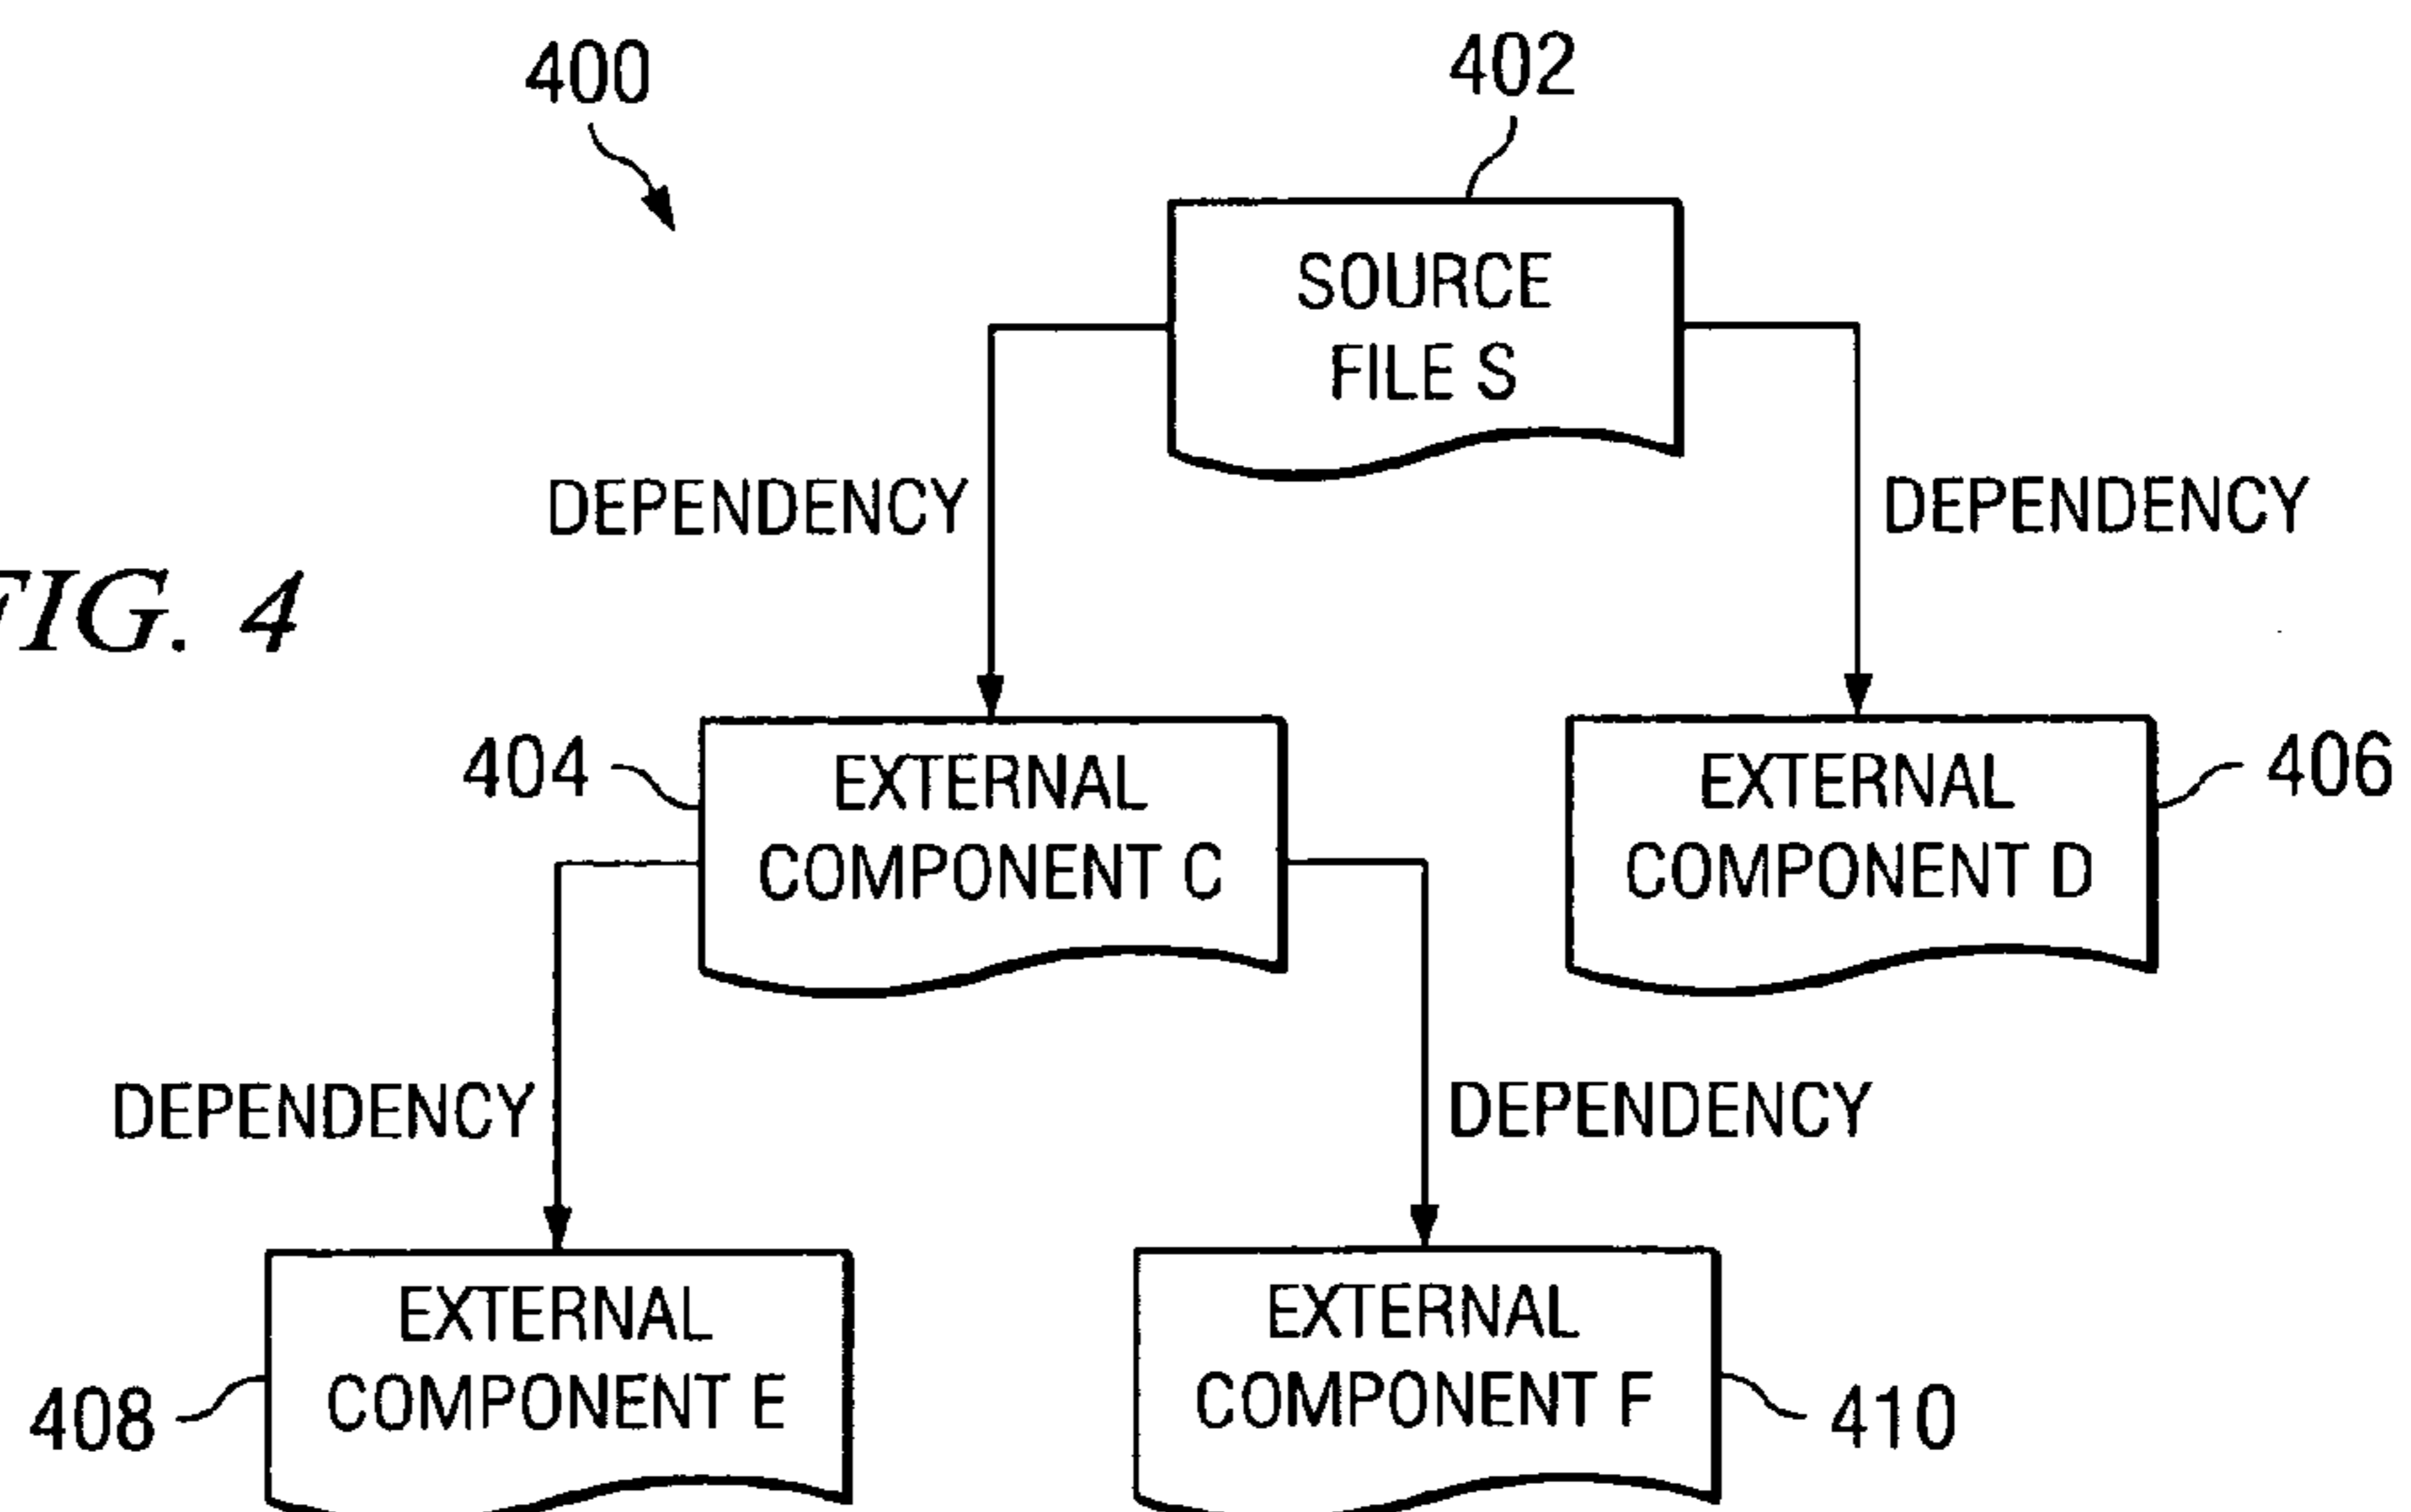 400
402
SOURCE
FILE S
DEPENDENCY
DEPENDENCY
FIG. 4
404
EXTERNAL
COMPONENT C
EXTERNAL
COMPONENT D
406
DEPENDENCY
DEPENDENCY
EXTERNAL
COMPONENT E
408
EXTERNAL
COMPONENT F
410